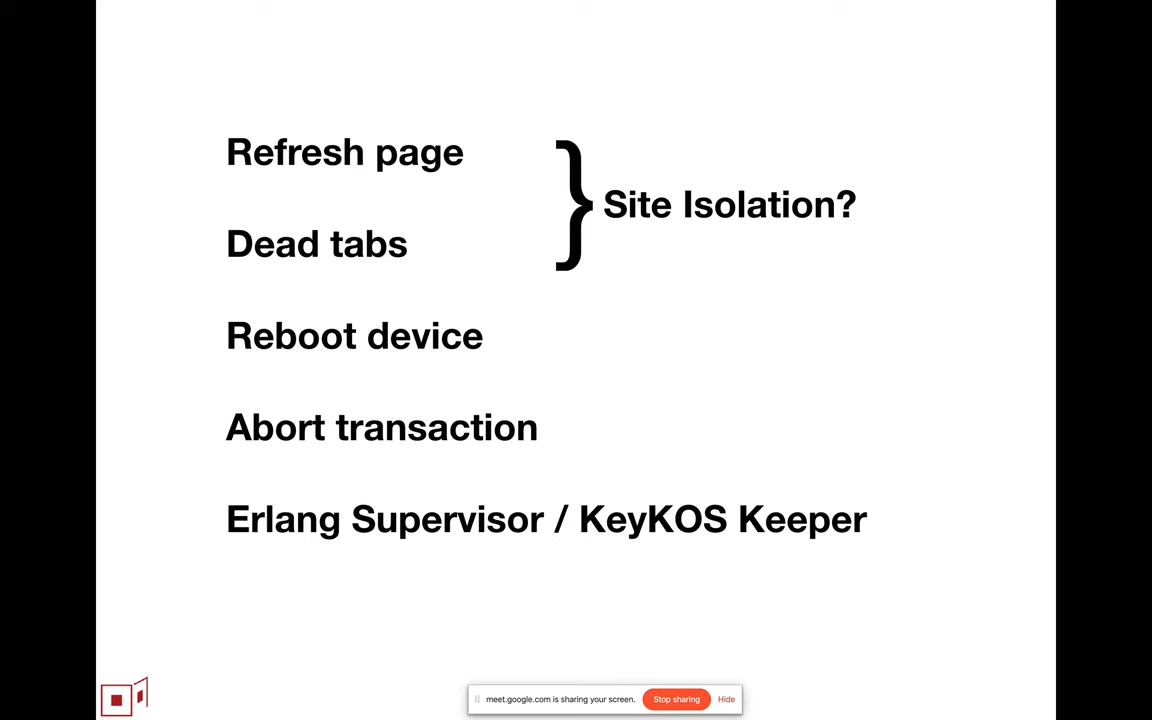 Refresh page
} Site Isolation?
Dead tabs
Reboot device
Abort transaction
Erlang Supervisor / KeyKOS Keeper
meet.google.com is sharing your screen. Stop sharing Hide